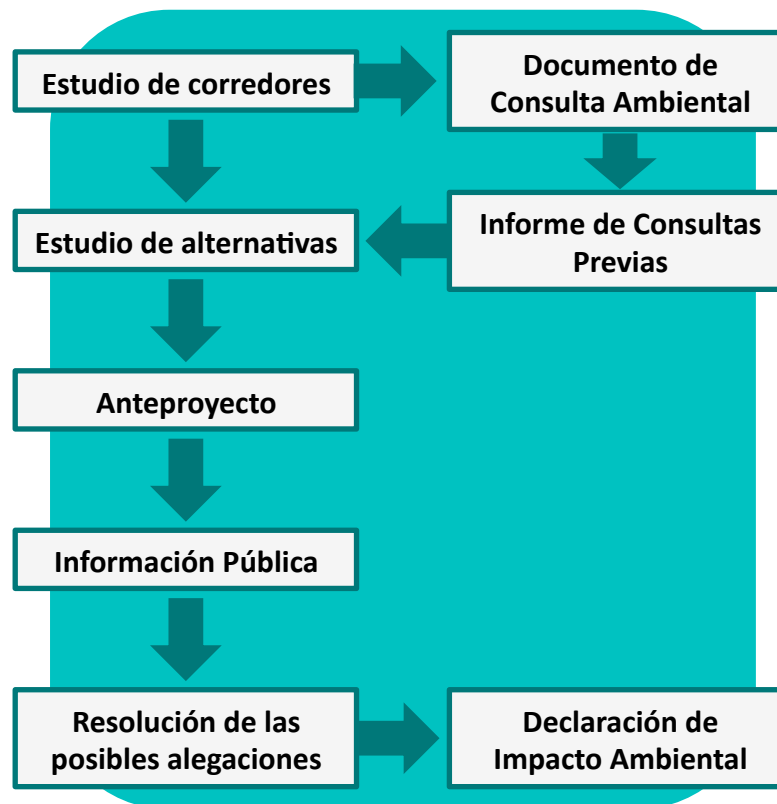 Estudio de corredores
Documento de
Consulta Ambiental
Estudio de alternativas
Informe de Consultas
Previas
Anteproyecto
Información Pública
Resolución de las
posibles alegaciones
Declaración de
Impacto Ambiental